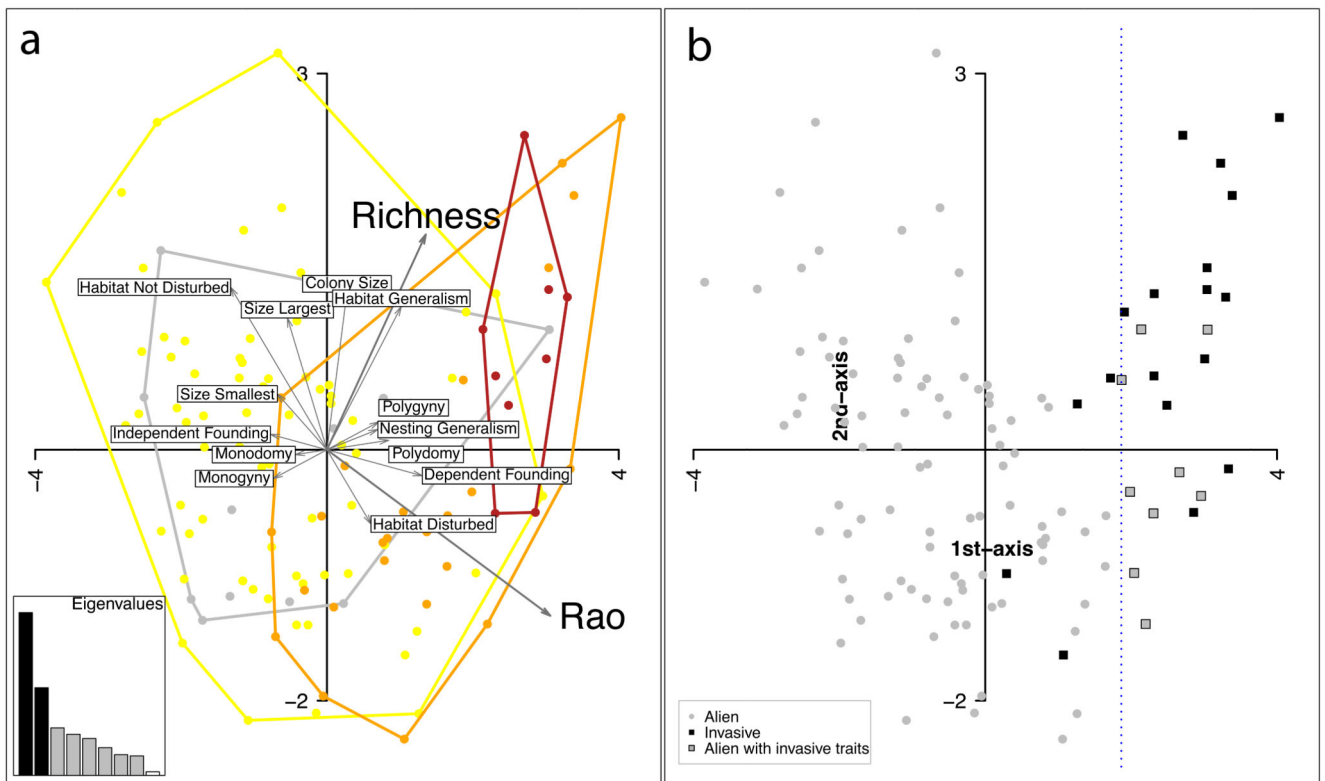 a
3
Richness
Colony Size
Habitat Not Disturbed
Habitat Generalism
Size Largest
Size Smallest
Polygyny
Independent Founding
Nesting Generalism
Monodomy
Polydomy
-4
4
Monogyny
Dependent Founding
Habitat Disturbed
Eigenvalues
Rao
-2
b
3
2nd-axis
-4
4
1st-axis
-2
Alien
Invasive
Alien with invasive traits